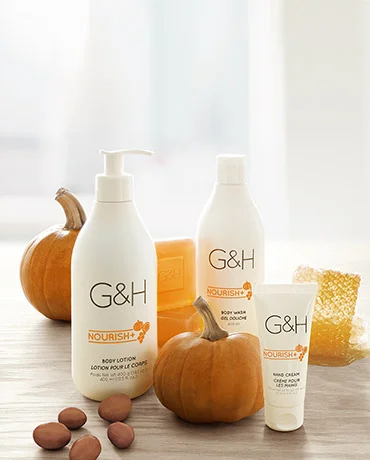 G&H
NOURISH+
BODY LOTION
LOTION POUR LE CORPS
G&H
G&H
NOURISH+
BODY WASH
GEL DOUCHE
G&H
NOURISH+
HAND CREAM
CRÈME POUR
LES MAINS